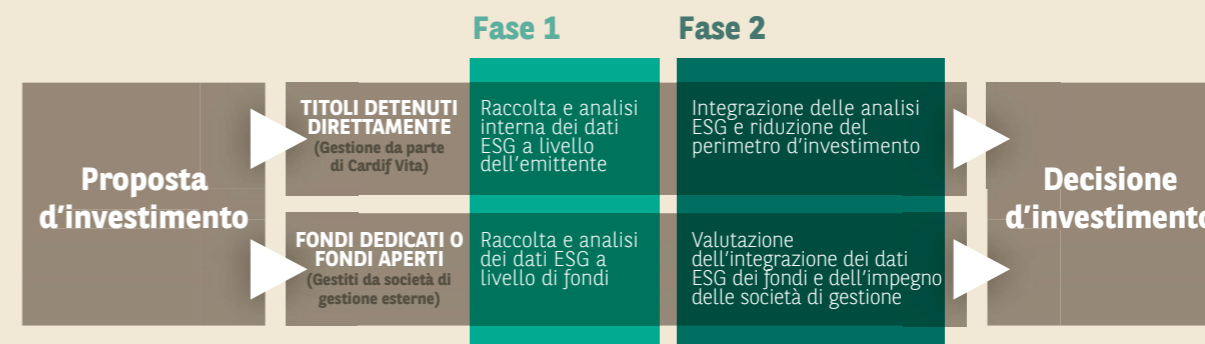 Fase 1
Fase 2
Proposta
d'investimento
TITOLI DETENUTI
DIRETTAMENTE
(Gestione da parte
di Cardif Vita)
Raccolta e analisi
interna dei dati
ESG a livello
dell'emittente
Integrazione delle analisi
ESG e riduzione del
perimetro d'investimento
FONDI DEDICATI O
FONDI APERTI
(Gestiti da società di
gestione esterne)
Raccolta e analisi
dei dati ESG a
livello di fondi
Valutazione
dell'integrazione dei dati
ESG dei fondi e dell'impegno
delle società di gestione
Decisione
d'investimento